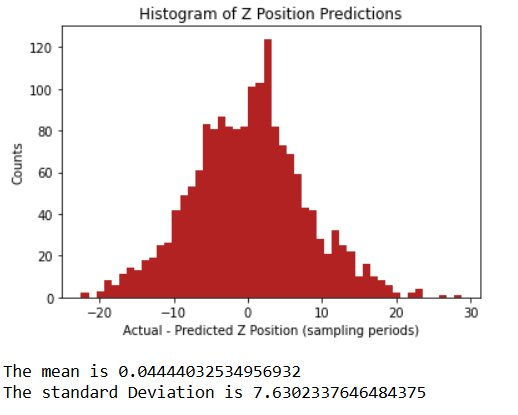 Histogram of Z Position Predictions
120
100
80
60
40
20
0
Counts
−20 −10 0 10 20 30
Actual - Predicted Z Position (sampling periods)
The mean is 0.04444032534956932
The standard Deviation is 7.6302337646484375